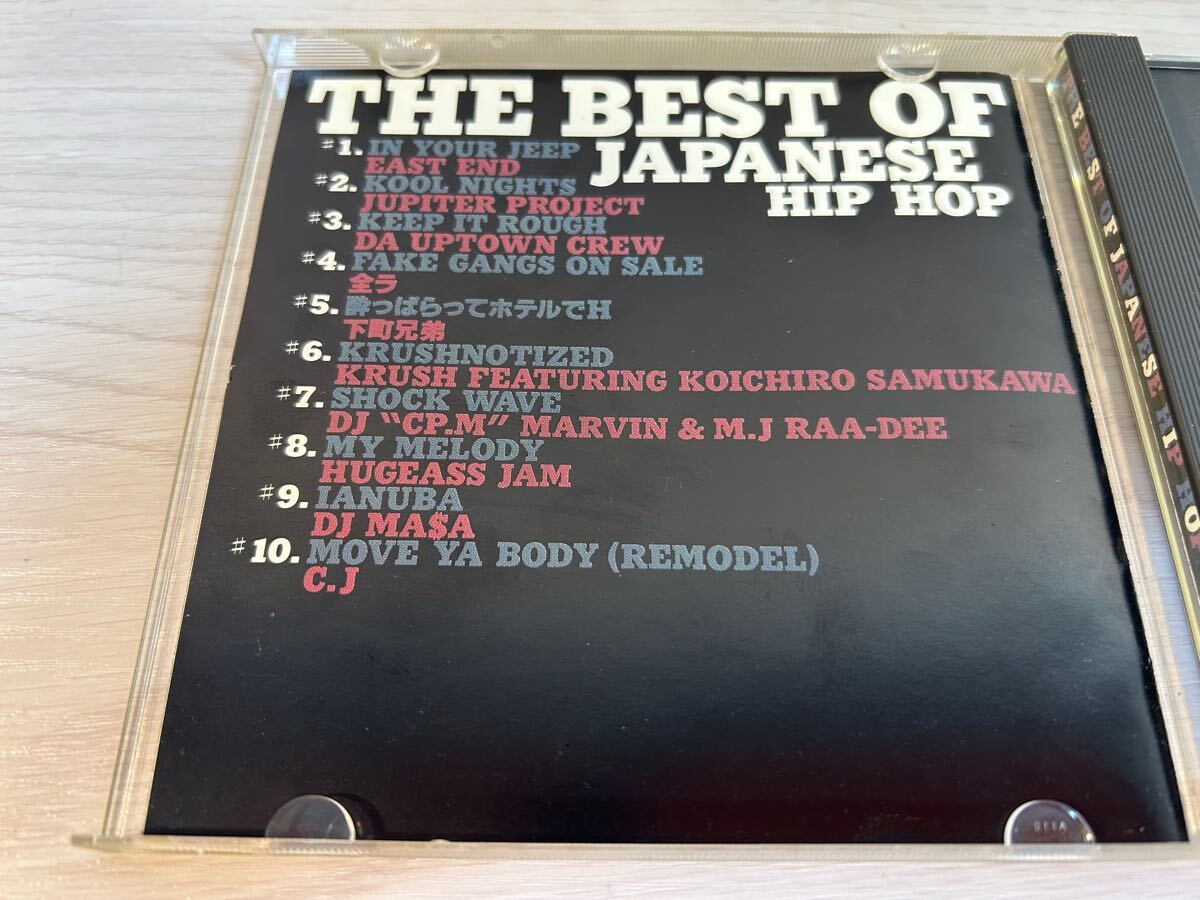 THE BEST OF
JAPANESE
HIP HOP
#1. IN YOUR JEEP
EAST END
#2. KOOL NIGHTS
JUPITER PROJECT
#3. KEEP IT ROUGH
DA UPTOWN CREW
#4. FAKE GANGS ON SALE
全ラ
#5. 酔っぱらってホテルでH
下町兄弟
#6. KRUSHNOTIZED
KRUSH FEATURING KOICHIRO SAMUKAWA
#7. SHOCK WAVE
DJ "CP.M" MARVIN & M.J RAA-DEE
#8. MY MELODY
HUGEASS JAM
#9. IANUBA
DJ MA$A
#10. MOVE YA BODY (REMODEL)
C.J
THE BEST OF JAPANESE HIP HOP